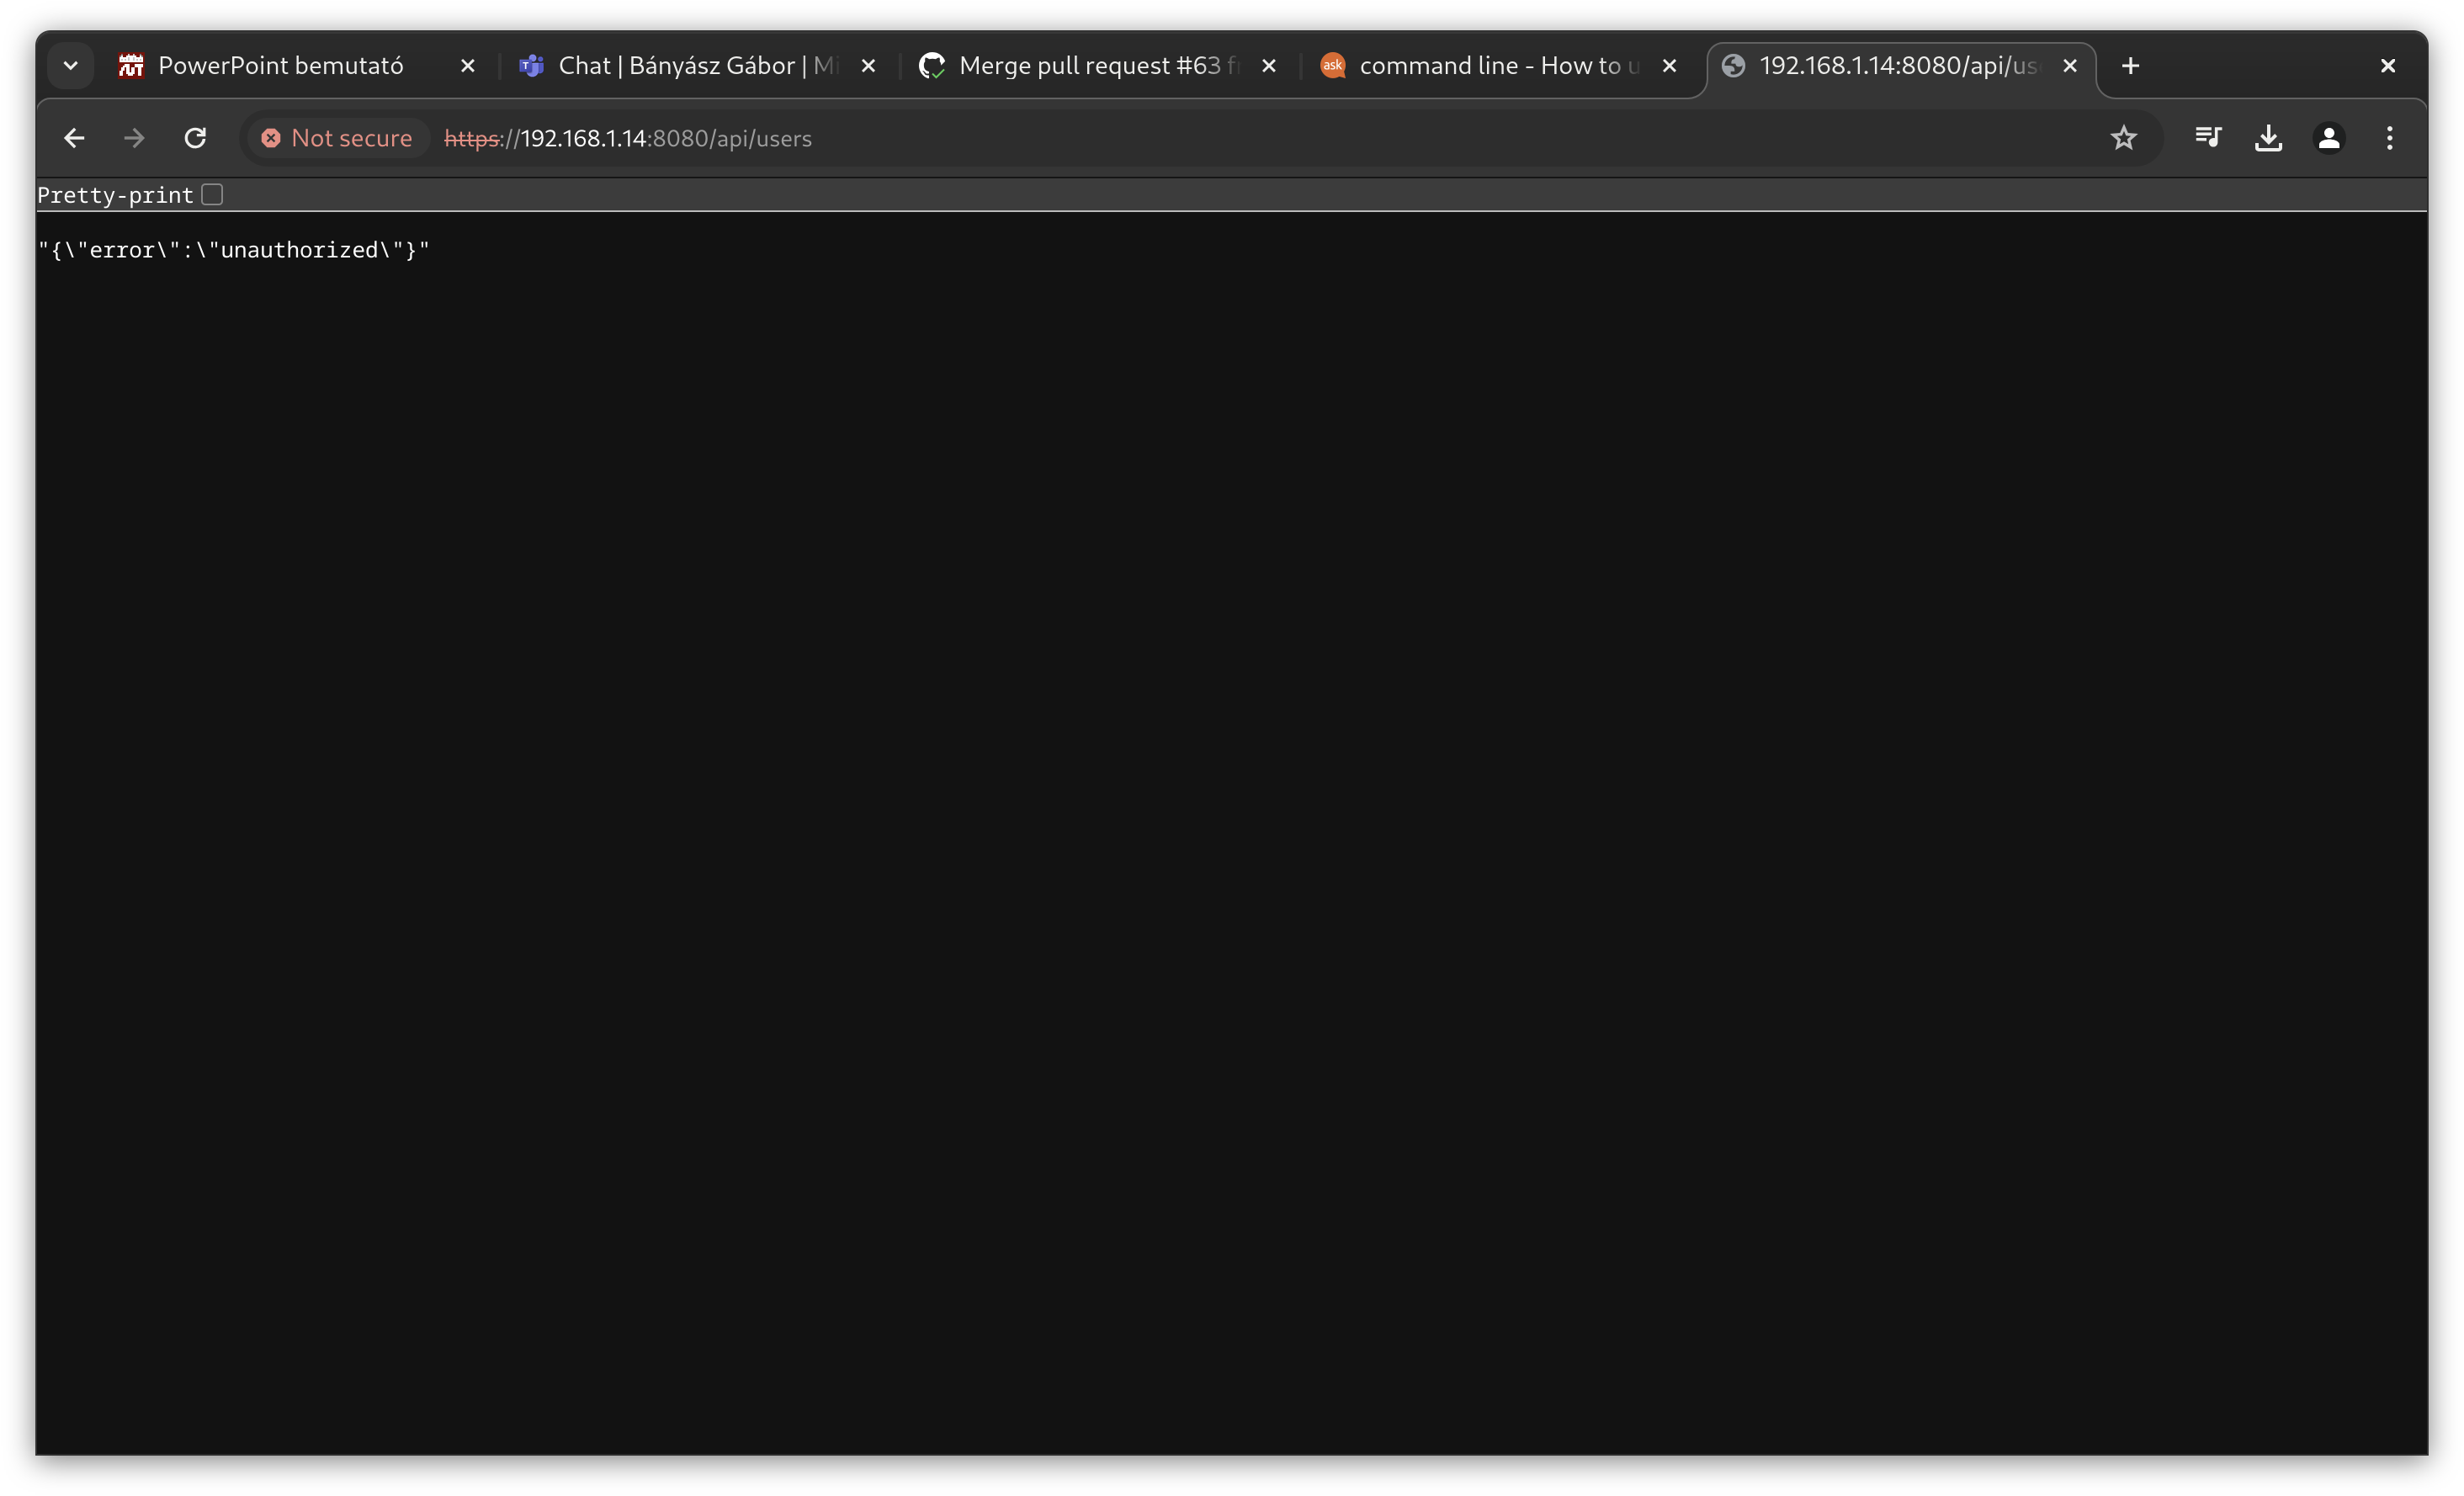 PowerPoint bemutató
Chat | Bányász Gábor | Mi
Merge pull request #63 f
ask
command line - How to u
192.168.1.14:8080/api/us
Not secure
https://192.168.1.14:8080/api/users
Pretty-print
"{\"error\":\"unauthorized\"}"